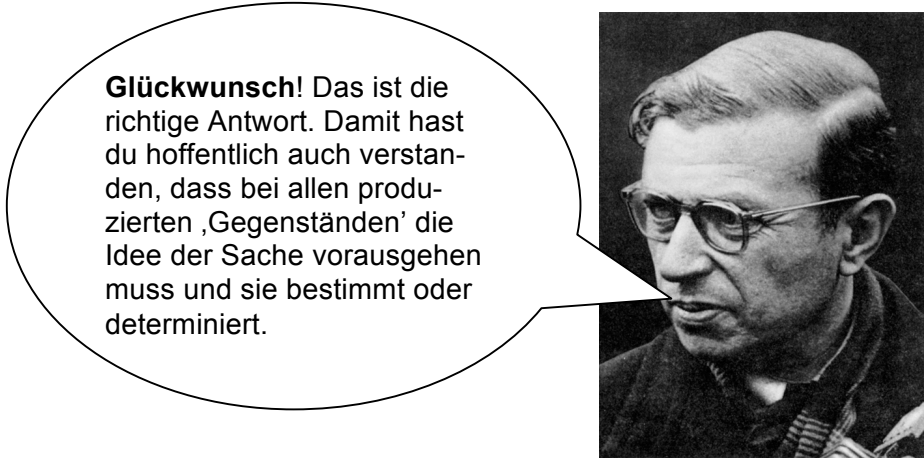 Glückwunsch! Das ist die
richtige Antwort. Damit hast
du hoffentlich auch verstan-
den, dass bei allen produ-
zierten ‚Gegenständen’ die
Idee der Sache vorausgehen
muss und sie bestimmt oder
determiniert.